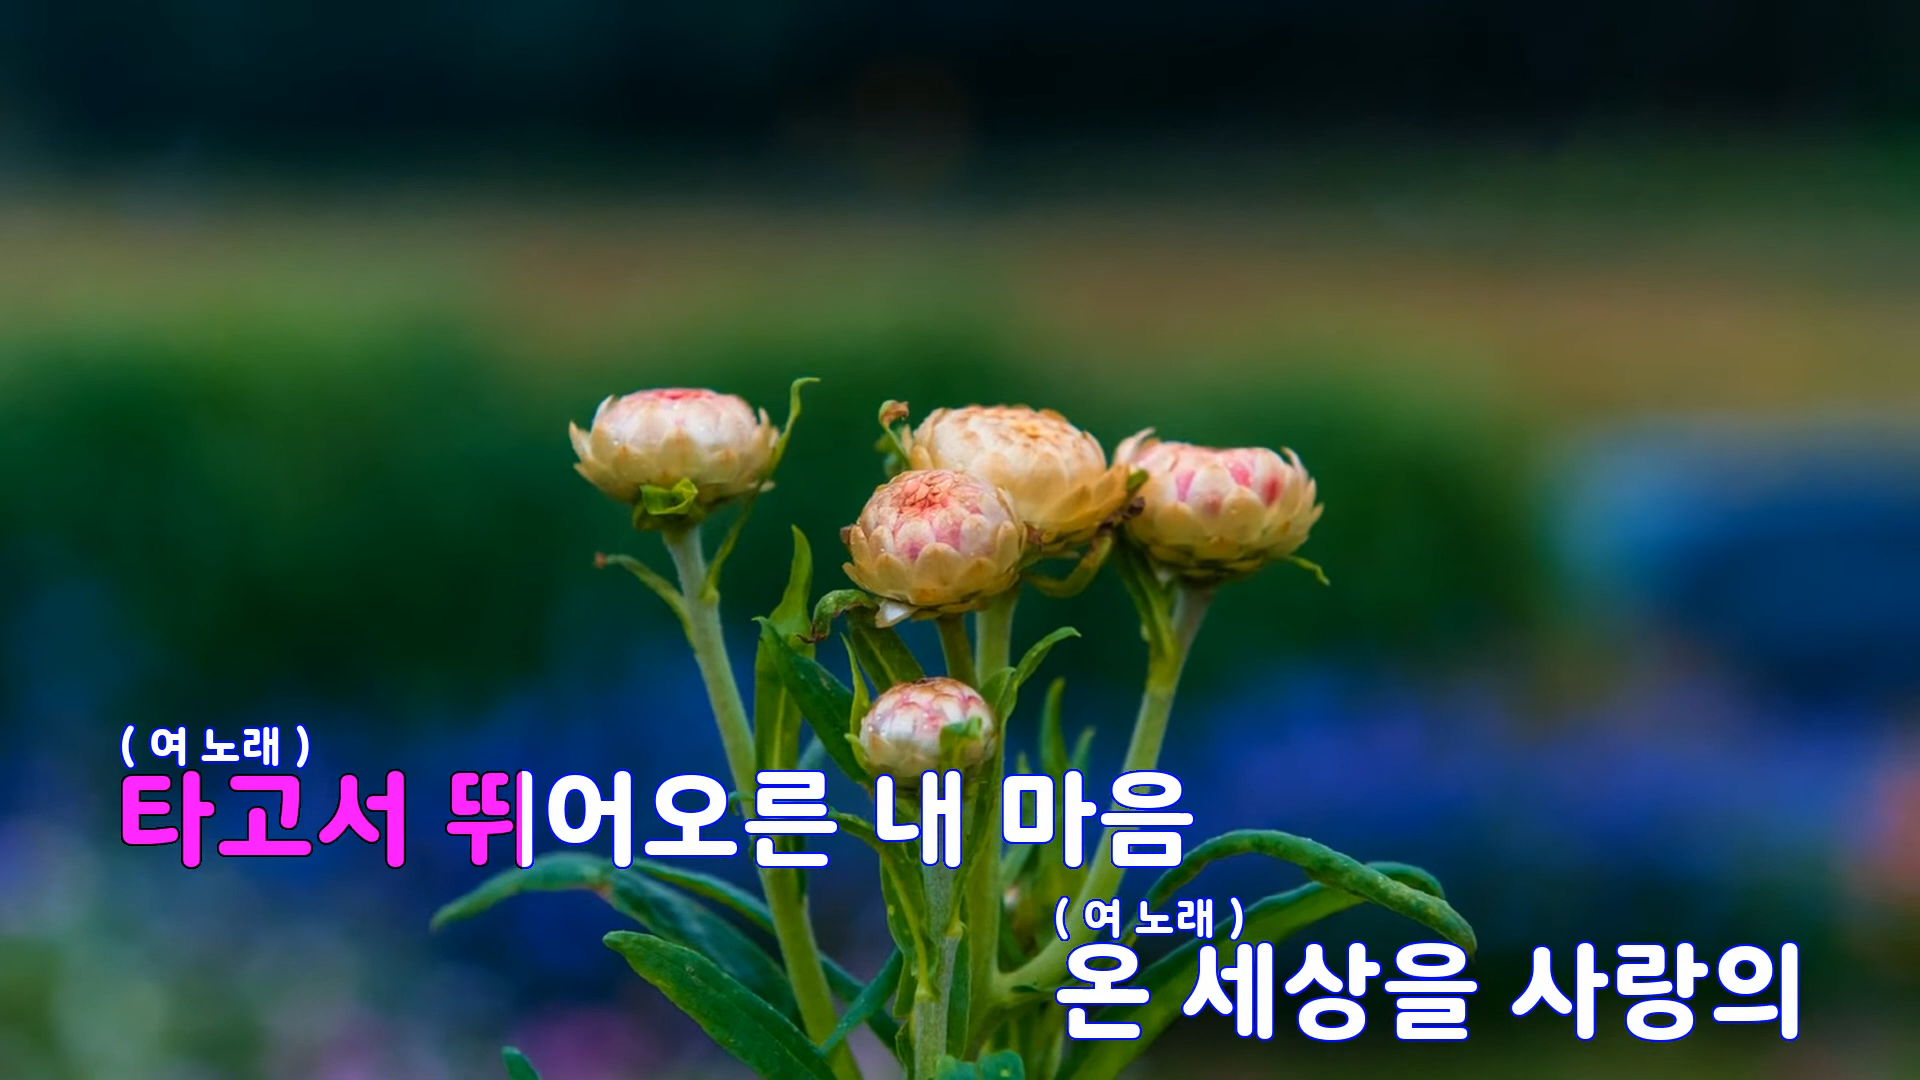 ( 여 노래 )
타고서 뛰어오른 내 마음
( 여 노래 )
온 세상을 사랑의